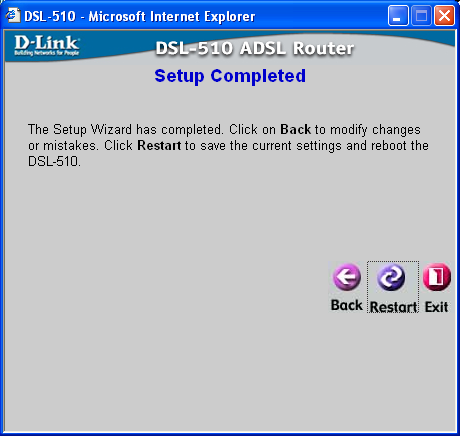 DSL-510 - Microsoft Internet Explorer
D-Link
Building Networks for People
DSL-510 ADSL Router
Setup Completed
The Setup Wizard has completed. Click on Back to modify changes
or mistakes. Click Restart to save the current settings and reboot the
DSL-510.
Back Restart Exit